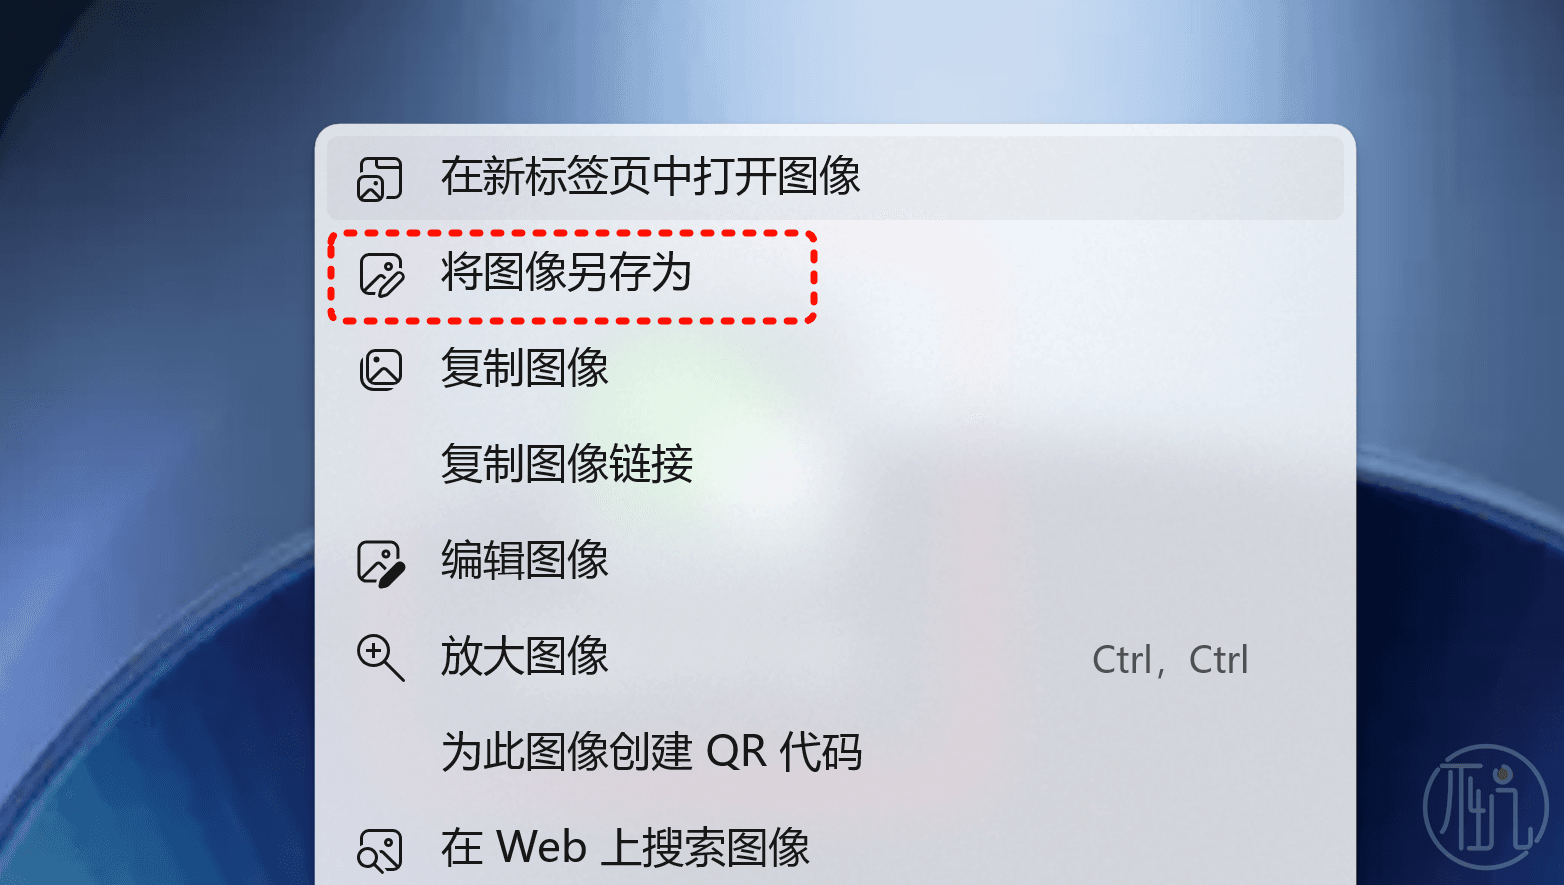 在新标签页中打开图像
将图像另存为
复制图像
复制图像链接
编辑图像
放大图像 Ctrl，Ctrl
为此图像创建 QR 代码
在 Web 上搜索图像